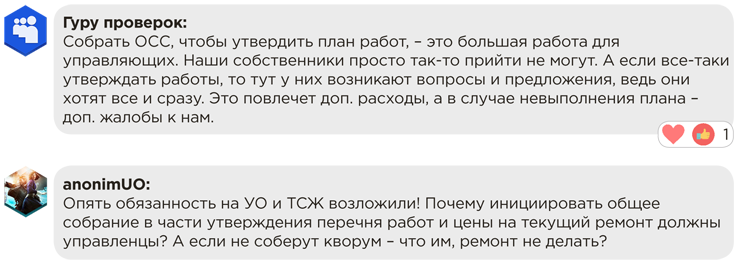 Гуру проверок:
Собрать ОСС, чтобы утвердить план работ, – это большая работа для
управляющих. Наши собственники просто так-то прийти не могут. А если все-таки
утверждать работы, то тут у них возникают вопросы и предложения, ведь они
хотят все и сразу. Это повлечет доп. расходы, а в случае невыполнения плана –
доп. жалобы к нам.
1
anonimUO:
Опять обязанность на УО и ТСЖ возложили! Почему инициировать общее
собрание в части утверждения перечня работ и цены на текущий ремонт должны
управленцы? А если не соберут кворум – что им, ремонт не делать?